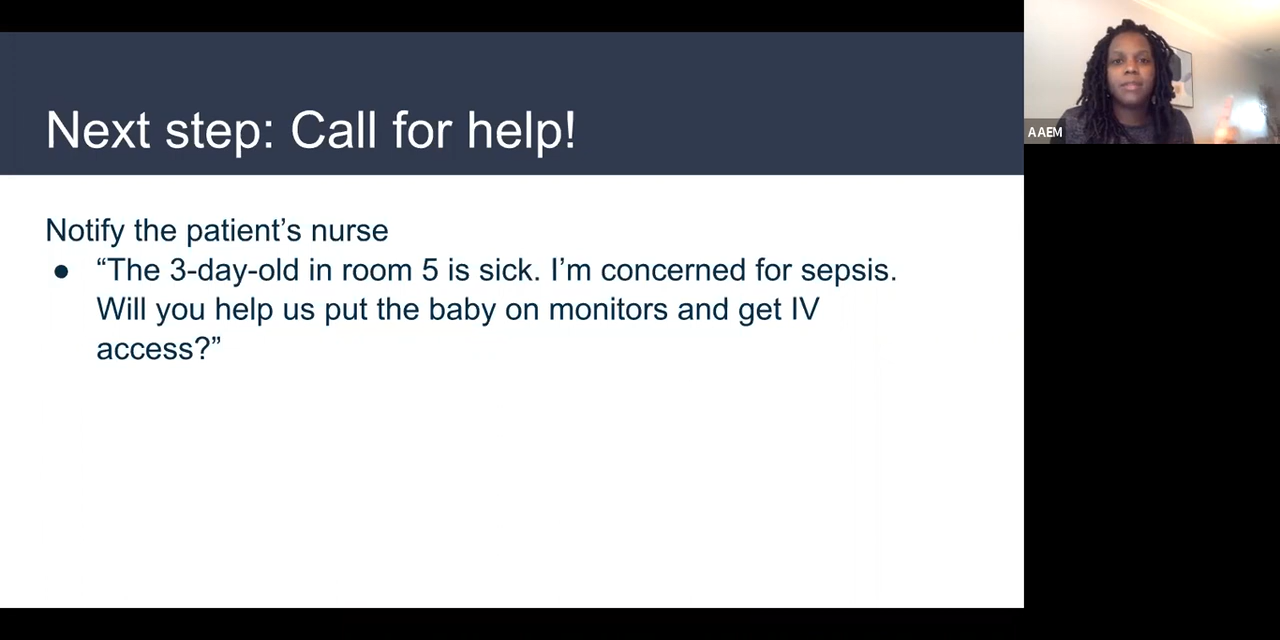 Next step: Call for help!
Notify the patient’s nurse
● “The 3-day-old in room 5 is sick. I’m concerned for sepsis.
Will you help us put the baby on monitors and get IV
access?”
AAEM